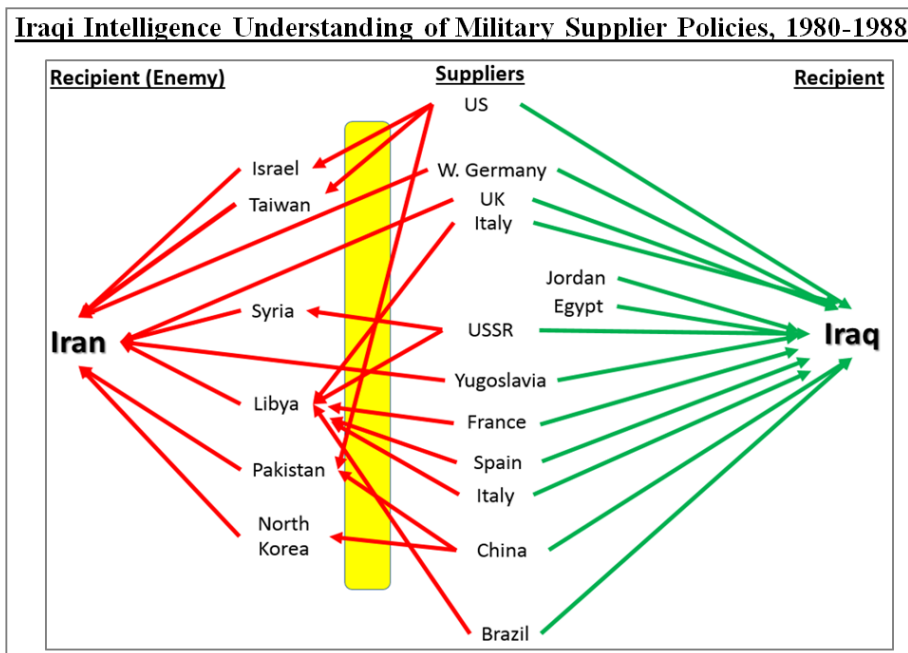 Iraqi Intelligence Understanding of Military Supplier Policies, 1980-1988
Recipient (Enemy)
Suppliers
Recipient
US
Israel
W. Germany
Taiwan
UK
Italy
Jordan
Egypt
Syria
USSR
Iran
Iraq
Yugoslavia
Libya
France
Pakistan
Spain
Italy
North
Korea
China
Brazil